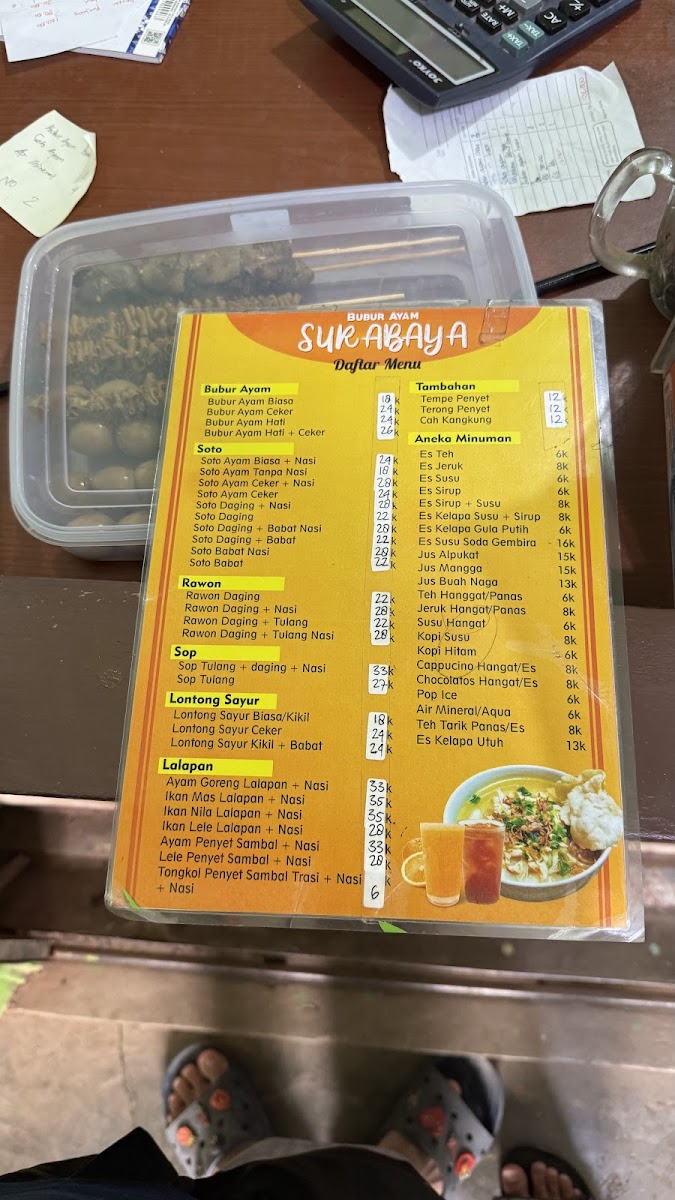 JOYKO
AC
M+
RATE
TAX+
TAX-
NO 2
BUBUR AYAM
SURABAYA
Daftar Menu
Bubur Ayam
Bubur Ayam Biasa 18k
Bubur Ayam Ceker 24k
Bubur Ayam Hati 24k
Bubur Ayam Hati + Ceker 26k
Soto
Soto Ayam Biasa + Nasi 24k
Soto Ayam Tanpa Nasi 18k
Soto Ayam Ceker + Nasi 28k
Soto Ayam Ceker 24k
Soto Daging + Nasi 28k
Soto Daging 22k
Soto Daging + Babat Nasi 28k
Soto Daging + Babat 22k
Soto Babat Nasi 28k
Soto Babat 22k
Rawon
Rawon Daging 22k
Rawon Daging + Nasi 28k
Rawon Daging + Tulang 22k
Rawon Daging + Tulang Nasi 28k
Sop
Sop Tulang + daging + Nasi 33k
Sop Tulang 27k
Lontong Sayur
Lontong Sayur Biasa/Kikil 18k
Lontong Sayur Ceker 24k
Lontong Sayur Kikil + Babat 24k
Lalapan
Ayam Goreng Lalapan + Nasi 33k
Ikan Mas Lalapan + Nasi 35k
Ikan Nila Lalapan + Nasi 35k
Ikan Lele Lalapan + Nasi 28k
Ayam Penyet Sambal + Nasi 33k
Lele Penyet Sambal + Nasi 28k
Tongkol Penyet Sambal Trasi + Nasi k
+ Nasi 6
Tambahan
Tempe Penyet 12k
Terong Penyet 12k
Cah Kangkung 12k
Aneka Minuman
Es Teh 6k
Es Jeruk 8k
Es Susu 6k
Es Sirup 6k
Es Sirup + Susu 8k
Es Kelapa Susu + Sirup 8k
Es Kelapa Gula Putih 6k
Es Susu Soda Gembira 16k
Jus Alpukat 15k
Jus Mangga 15k
Jus Buah Naga 13k
Teh Hanggat/Panas 6k
Jeruk Hangat/Panas 8k
Susu Hangat 6k
Kopi Susu 8k
Kopi Hitam 6k
Cappucino Hangat/Es 8k
Chocolatos Hangat/Es 8k
Pop Ice 6k
Air Mineral/Aqua 6k
Teh Tarik Panas/Es 8k
Es Kelapa Utuh 13k